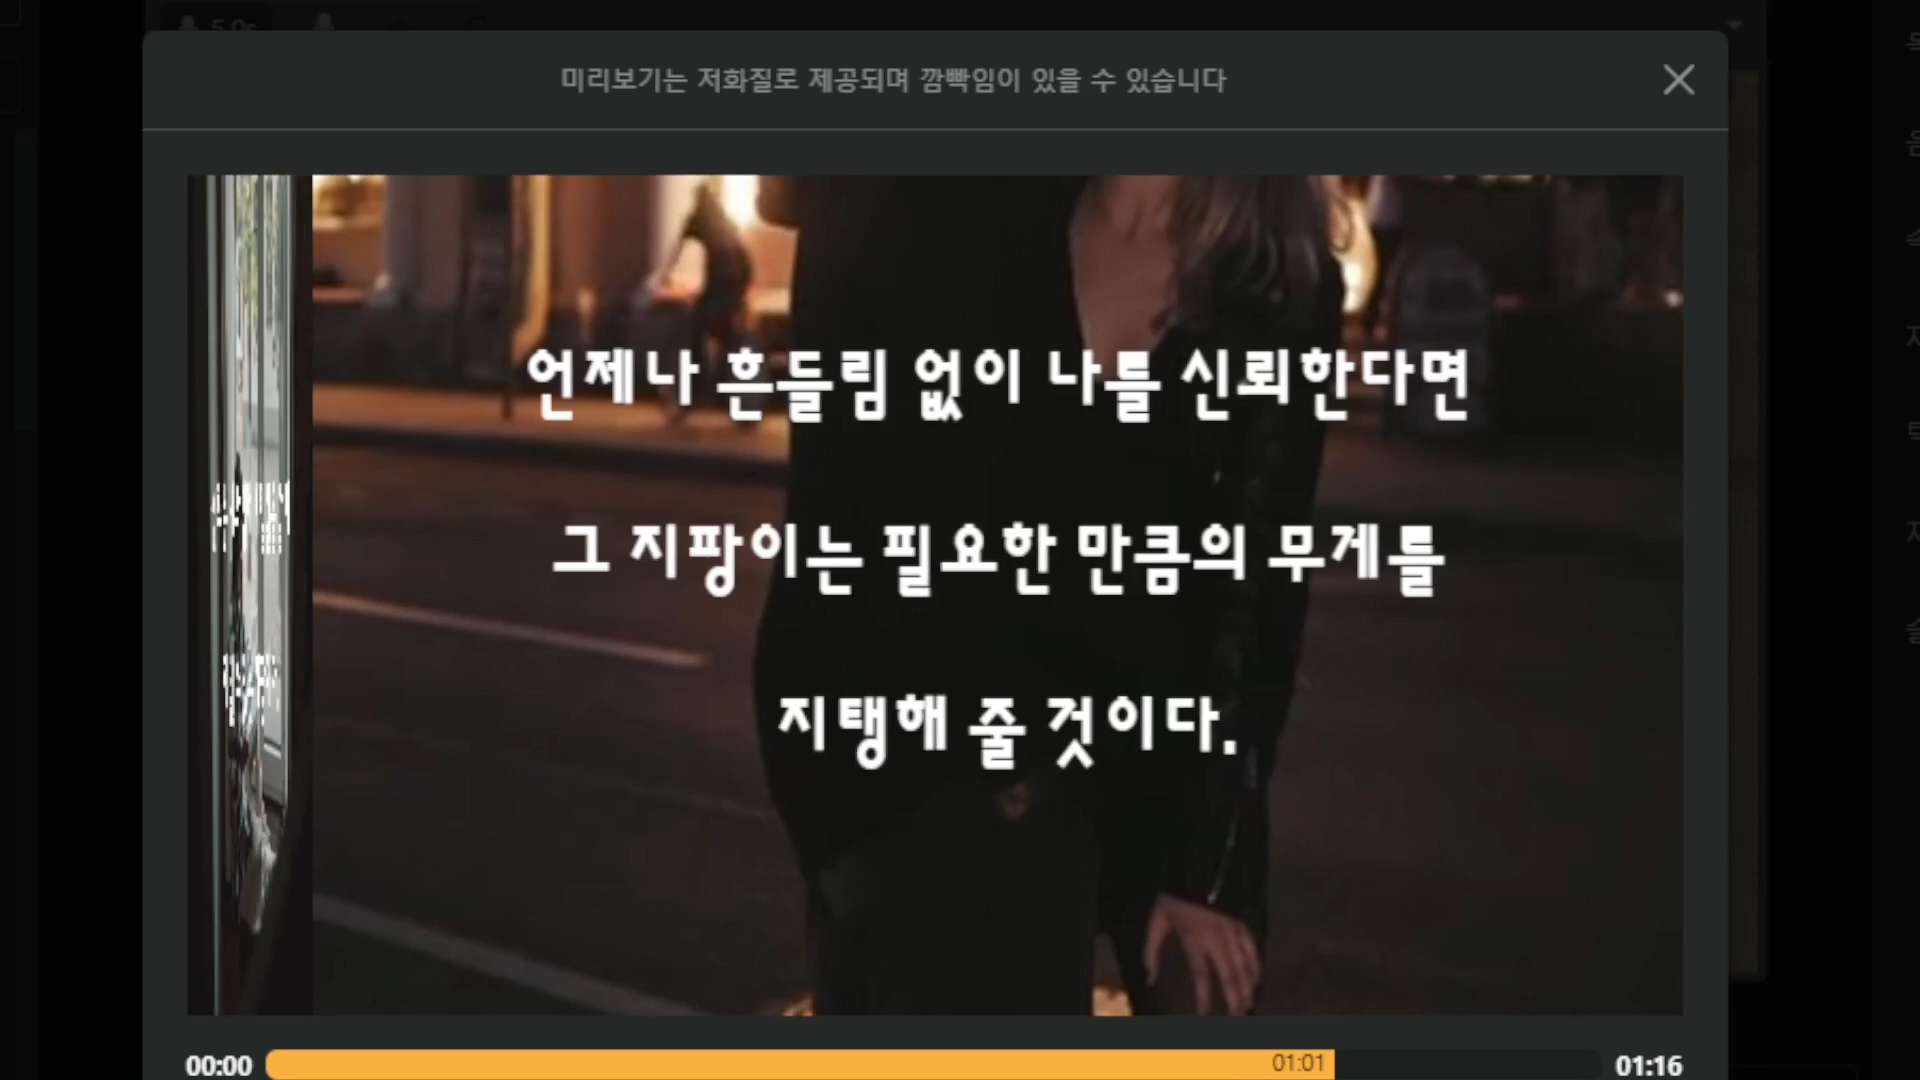 5.0s
미리보기는 저화질로 제공되며 깜빡임이 있을 수 있습니다
언제나 흔들림 없이 나를 신뢰한다면
그 지팡이는 필요한 만큼의 무게를
지탱해 줄 것이다.
00:00
01:01
01:16